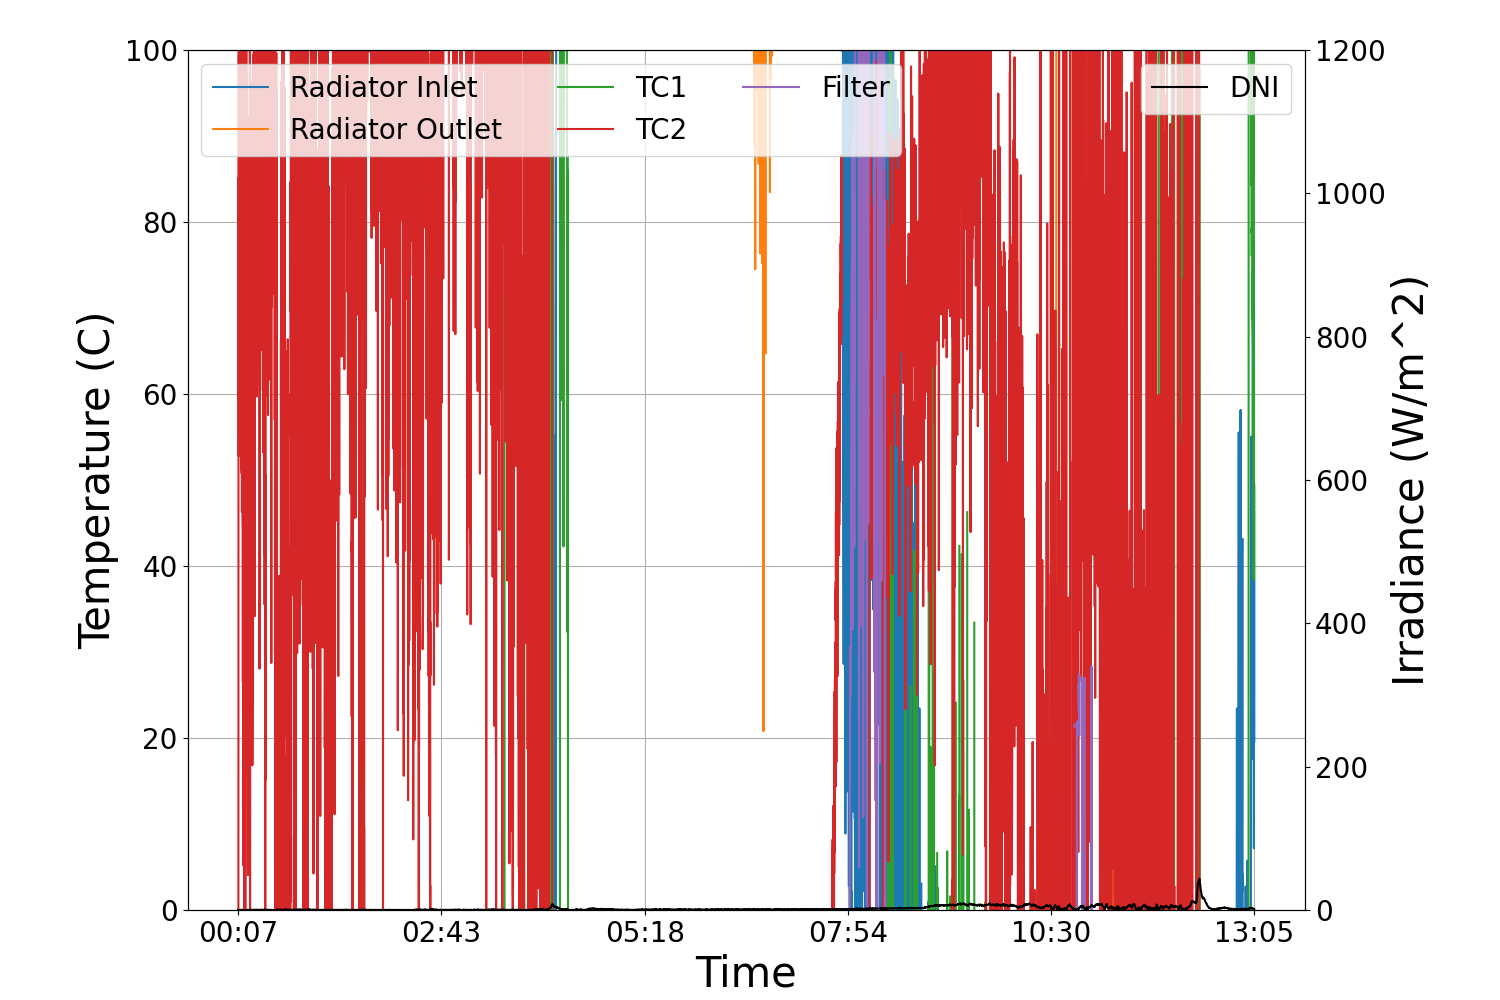 100
80
60
40
20
0
Temperature (C)
Radiator Inlet
Radiator Outlet
TC1
TC2
Filter
DNI
1200
1000
800
600
400
200
0
Irradiance (W/m^2)
00:07 02:43 05:18 07:54 10:30 13:05
Time